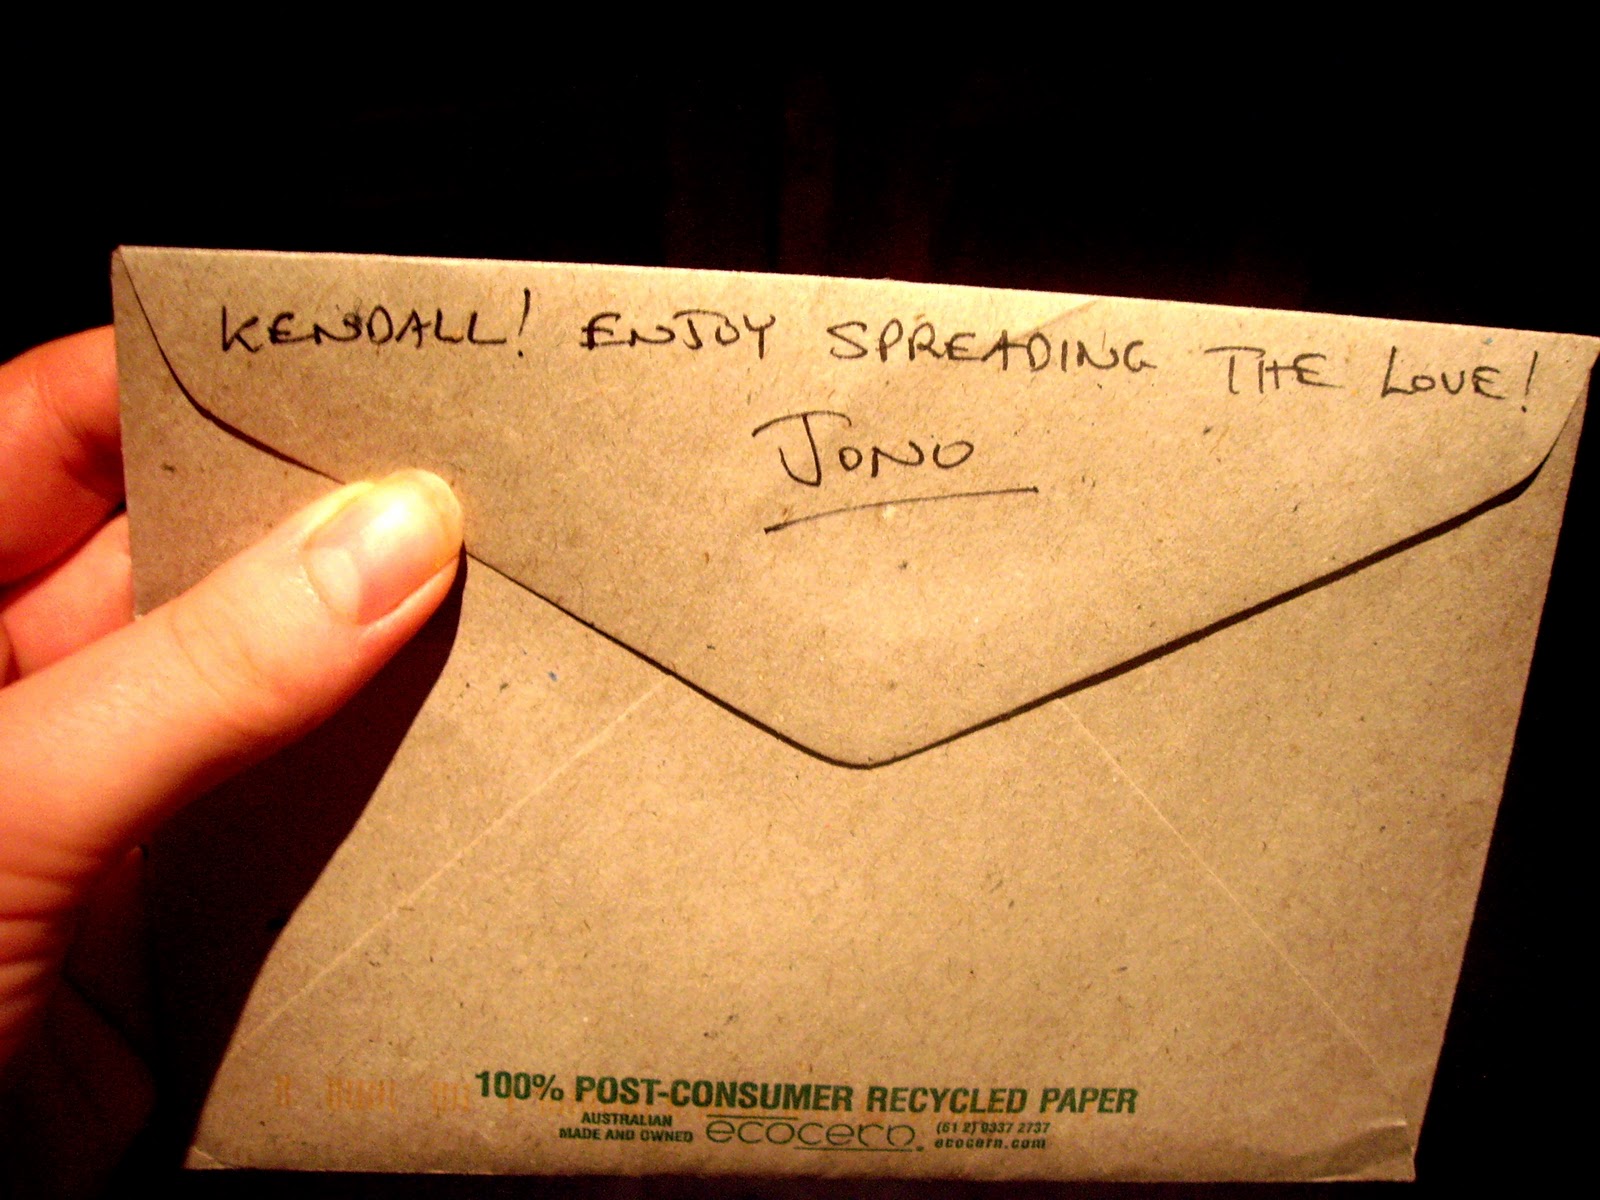 KENDALL! ENJOY SPREADING THE LOVE!
JONO
100% POST-CONSUMER RECYCLED PAPER
AUSTRALIAN
MADE AND OWNED
ecocern.
(61 2) 9337 2737
ecocern.com